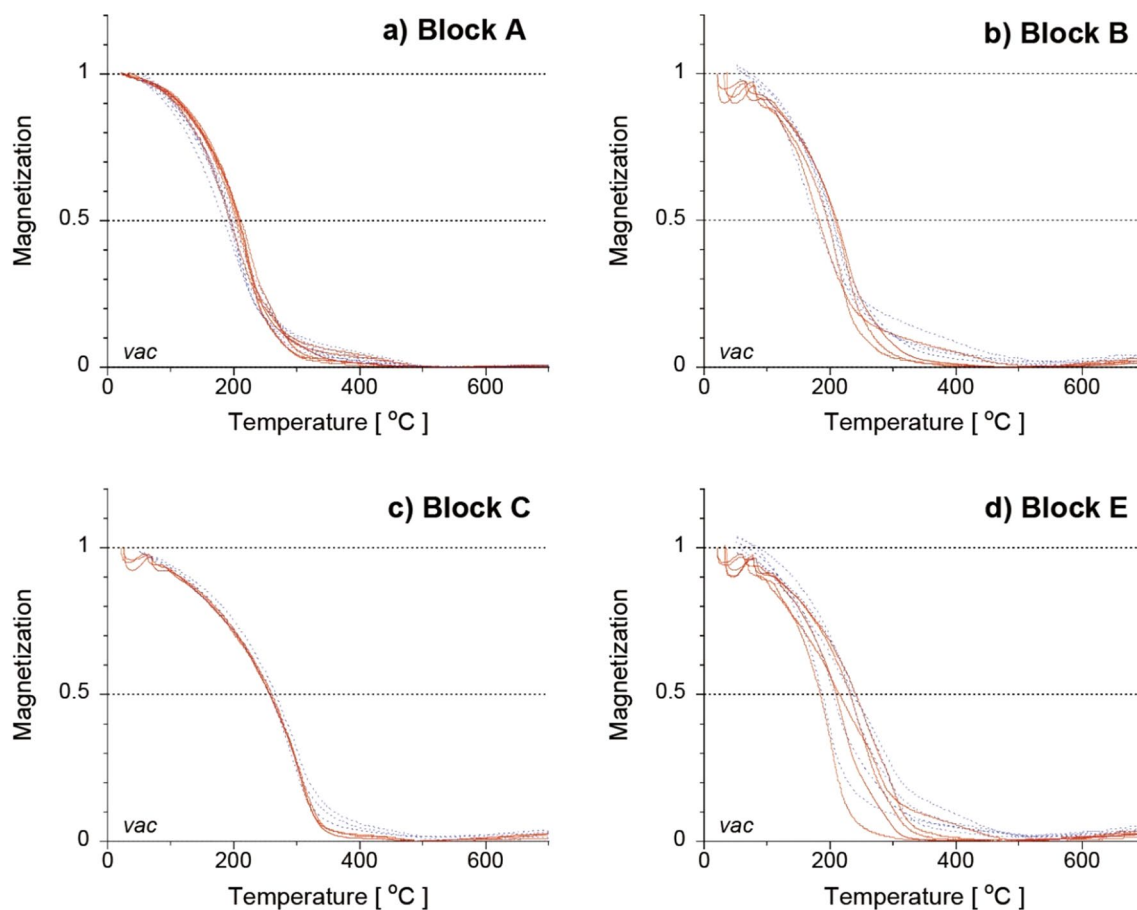 a) Block A
1
Magnetization
0.5
vac
0
0
200
400
600
Temperature [ °C ]
b) Block B
1
Magnetization
0.5
vac
0
0
200
400
600
Temperature [ °C ]
c) Block C
1
Magnetization
0.5
vac
0
0
200
400
600
Temperature [ °C ]
d) Block E
1
Magnetization
0.5
vac
0
0
200
400
600
Temperature [ °C ]